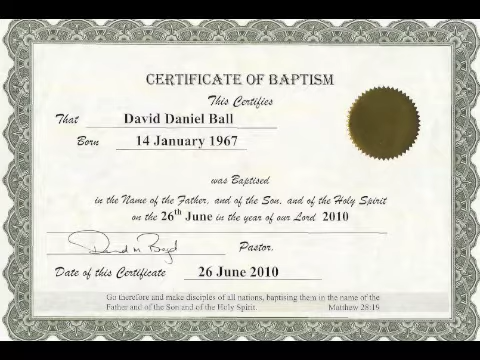 CERTIFICATE OF BAPTISM
This Certifies
That David Daniel Ball
Born 14 January 1967
was Baptised
in the Name of the Father, and of the Son, and of the Holy Spirit
on the 26th June in the year of our Lord 2010
Pastor.
Date of this Certificate 26 June 2010
Go therefore and make disciples of all nations, baptising them in the name of the
Father and of the Son and of the Holy Spirit. Matthew 28:19